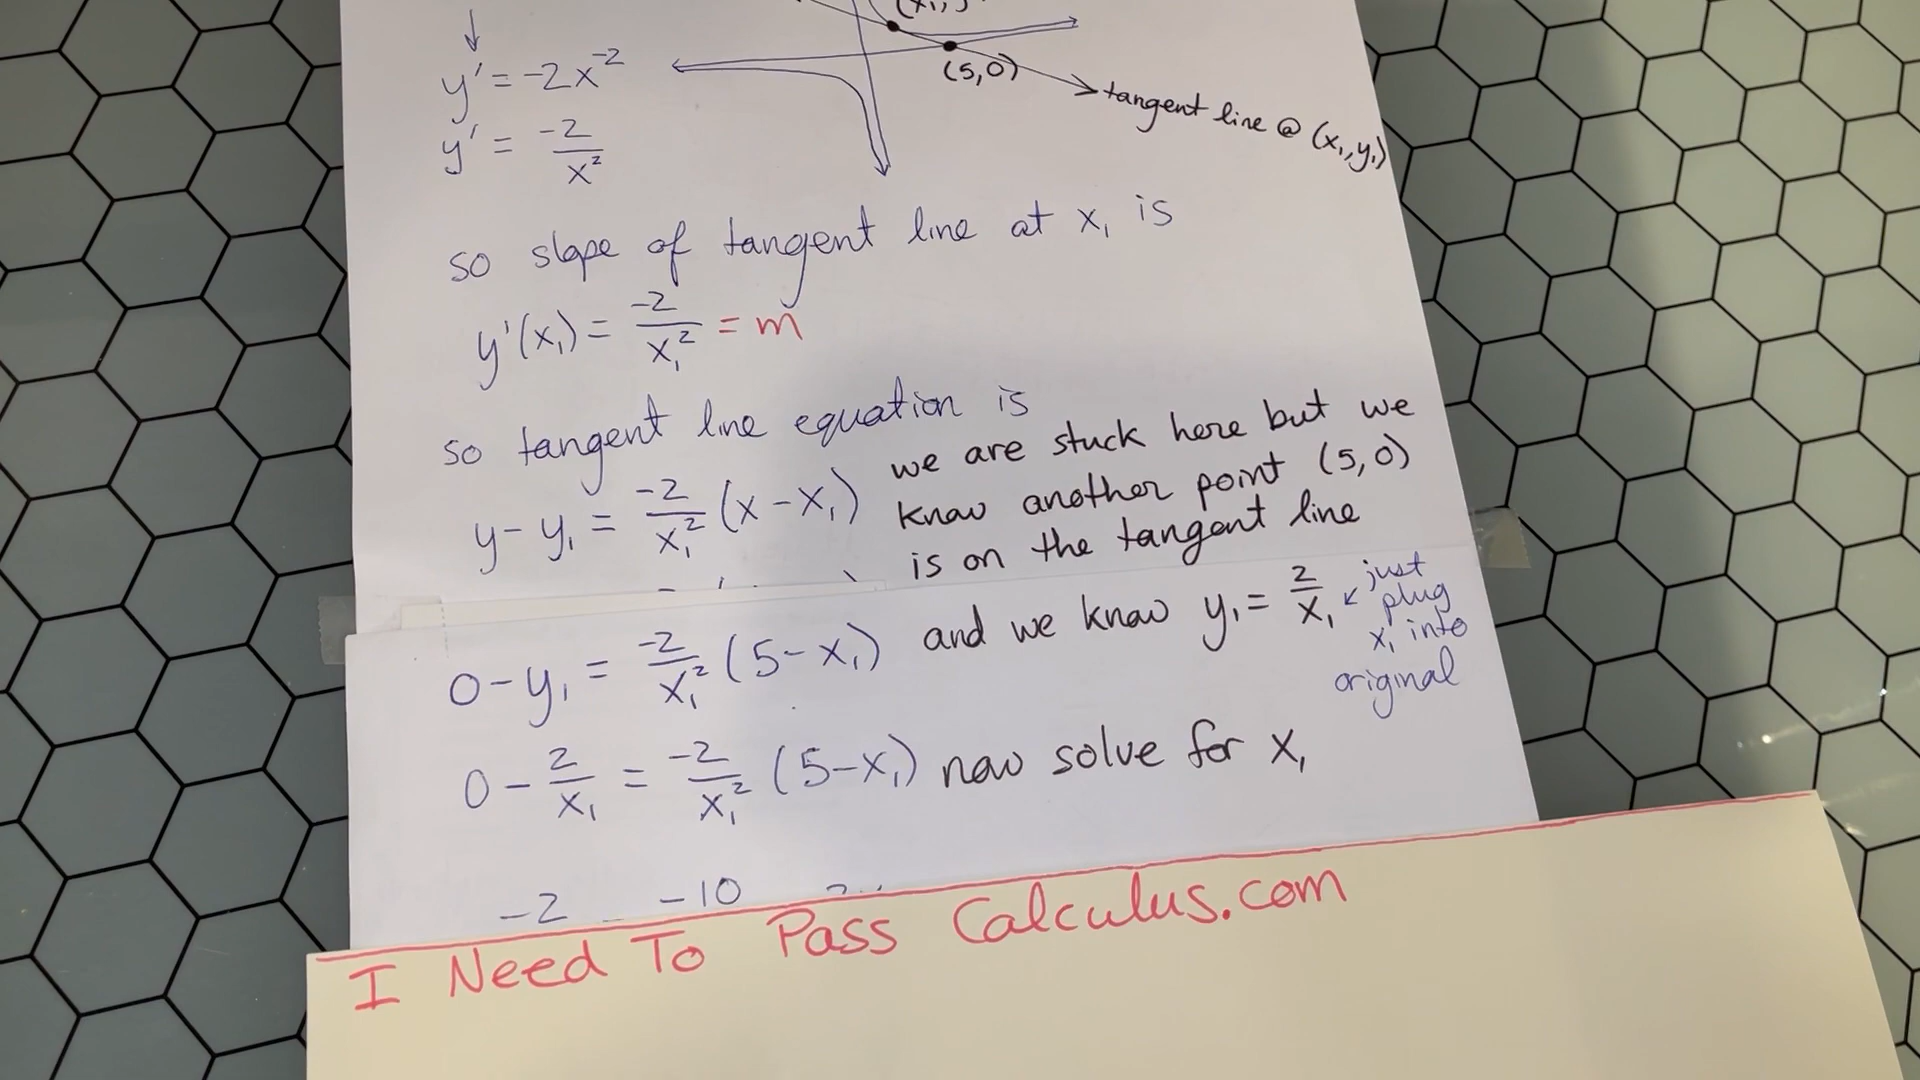 (x₁,
y' = -2x⁻²
(5,0)
tangent line @ (x₁,y₁)
y' = -2/x²
so slope of tangent line at x₁ is
y'(x₁) = -2/x₁² = m
so tangent line equation is
y - y₁ = -2/x₁² (x - x₁)
we are stuck here but we
know another point (5,0)
is on the tangent line
0 - y₁ = -2/x₁² (5 - x₁) and we know y₁ = 2/x₁
just
plug
x₁ into
original
0 - 2/x₁ = -2/x₁² (5-x₁) now solve for x₁
-2 -10
I Need To Pass Calculus.com